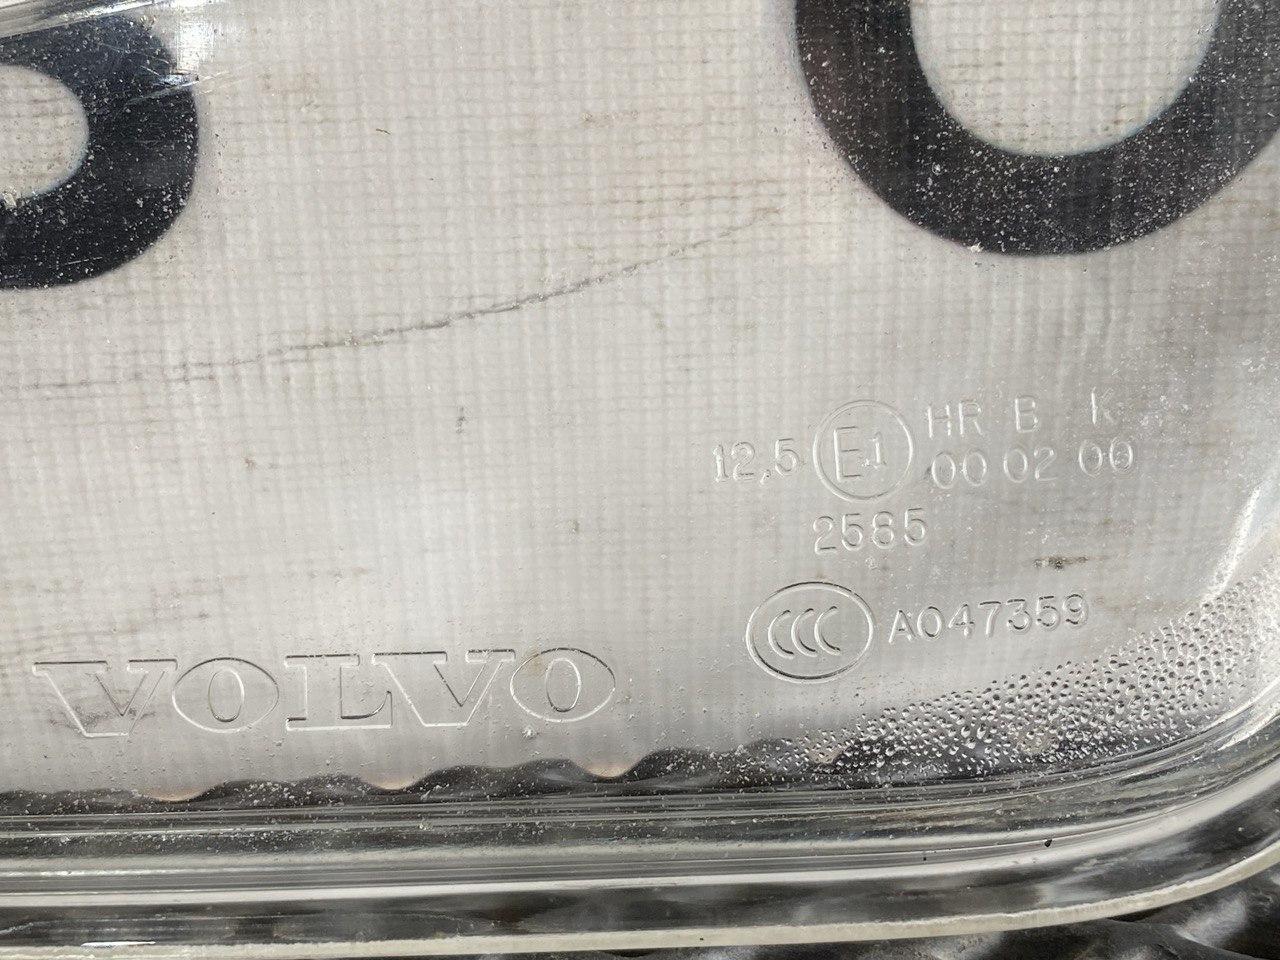 HR B K
12,5 E1 00 02 00
2585
CCC A047359
VOLVO